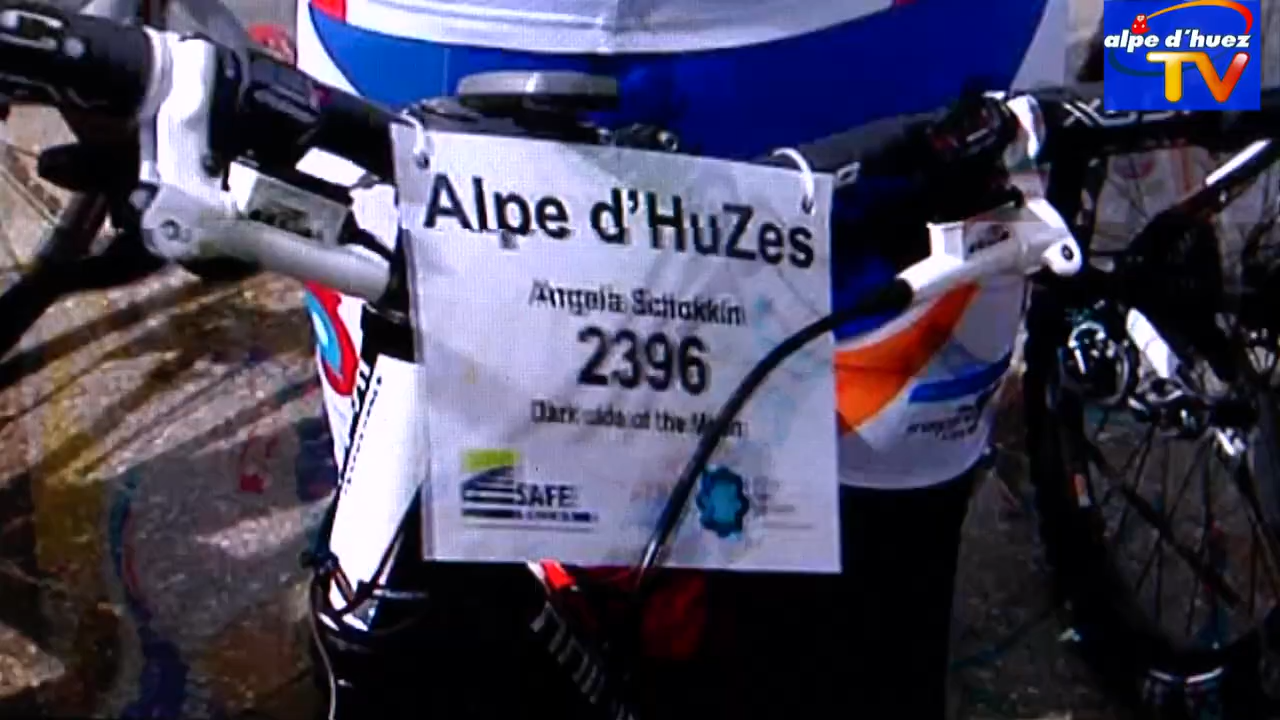 alpe d'huez
TV
Alpe d'HuZes
Angela Schokkin
2396
Dark side of the Moon
SAFE